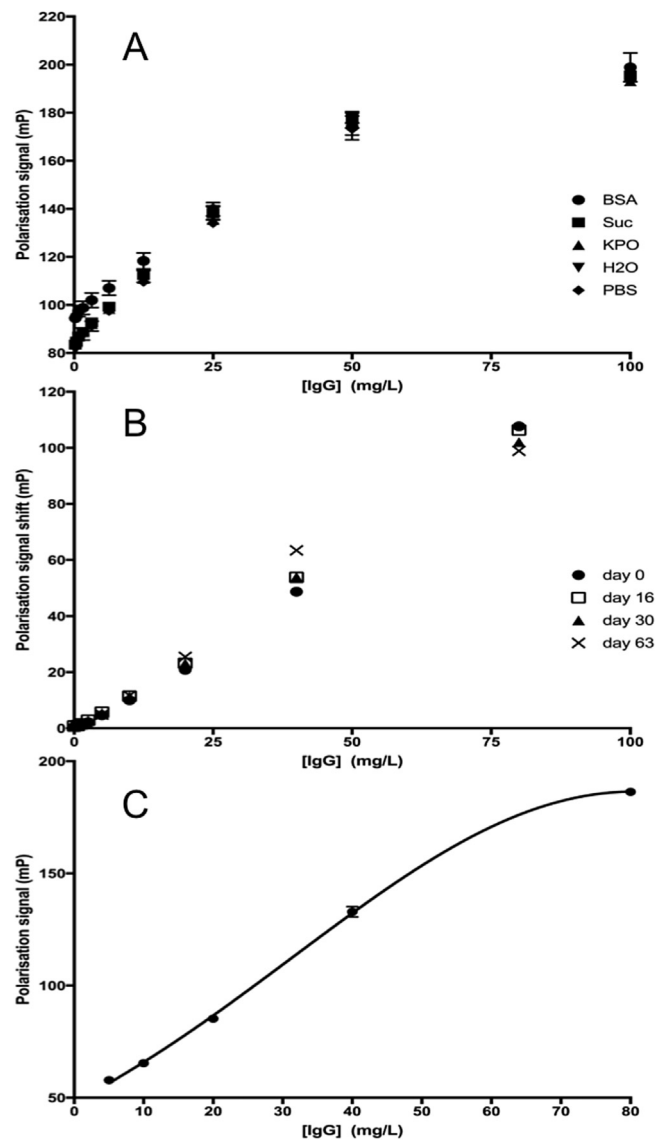 A
Polarisation signal (mP)
220
200
180
160
140
120
100
80
0 25 50 75 100
[IgG] (mg/L)
BSA
Suc
KPO
H2O
PBS
B
Polarisation signal shift (mP)
120
100
80
60
40
20
0
0 25 50 75 100
[IgG] (mg/L)
day 0
day 16
day 30
day 63
C
Polarisation signal (mP)
200
150
100
50
0 10 20 30 40 50 60 70 80
[IgG] (mg/L)